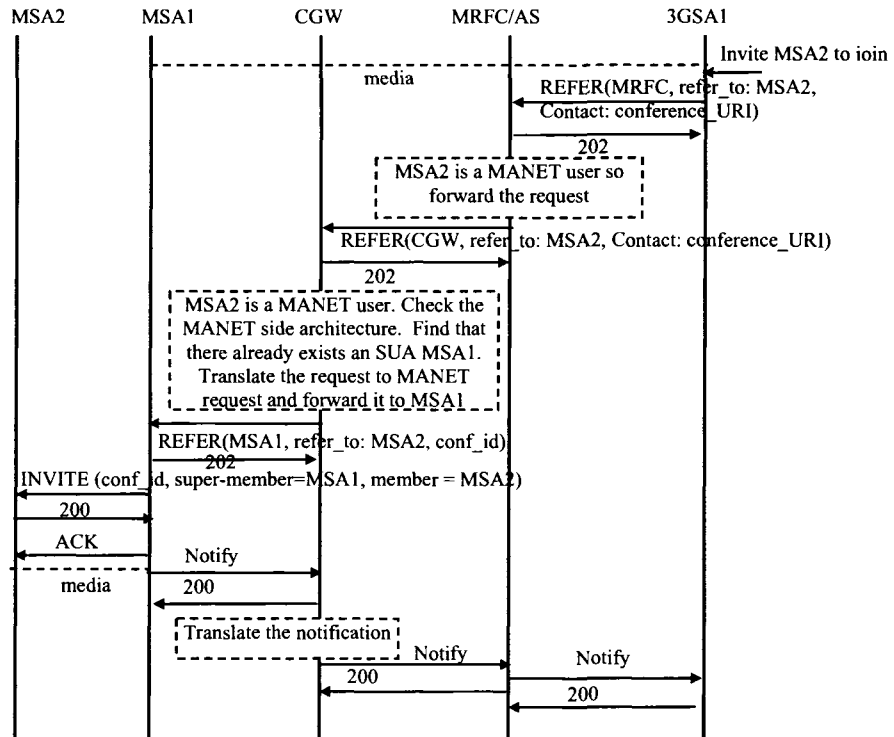 MSA2 MSA1 CGW MRFC/AS 3GSA1
Invite MSA2 to ioin
media
REFER(MRFC, refer_to: MSA2,
Contact: conference_URI)
202
MSA2 is a MANET user so
forward the request
REFER(CGW, refer_to: MSA2, Contact: conference_URI)
202
MSA2 is a MANET user. Check the
MANET side architecture. Find that
there already exists an SUA MSA1.
Translate the request to MANET
request and forward it to MSA1
REFER(MSA1, refer_to: MSA2, conf_id)
202
INVITE (conf_id, super-member=MSA1, member = MSA2)
200
ACK
Notify
media
200
Translate the notification
Notify
Notify
200
200